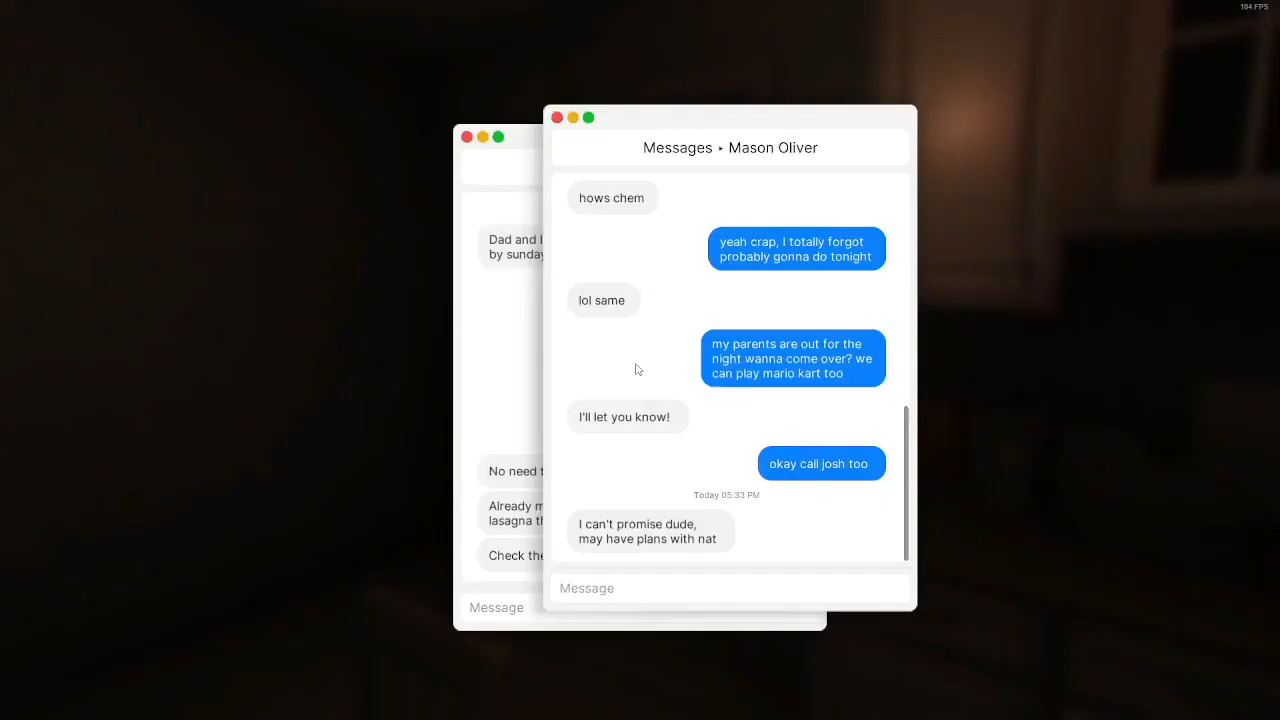 104 FPS
Messages ▸ Mason Oliver
hows chem
yeah crap, I totally forgot
probably gonna do tonight
lol same
my parents are out for the
night wanna come over? we
can play mario kart too
I'll let you know!
okay call josh too
Today 05:33 PM
I can't promise dude,
may have plans with nat
Message
Dad and I
by sunday
No need t
Already m
lasagna th
Check the
Message